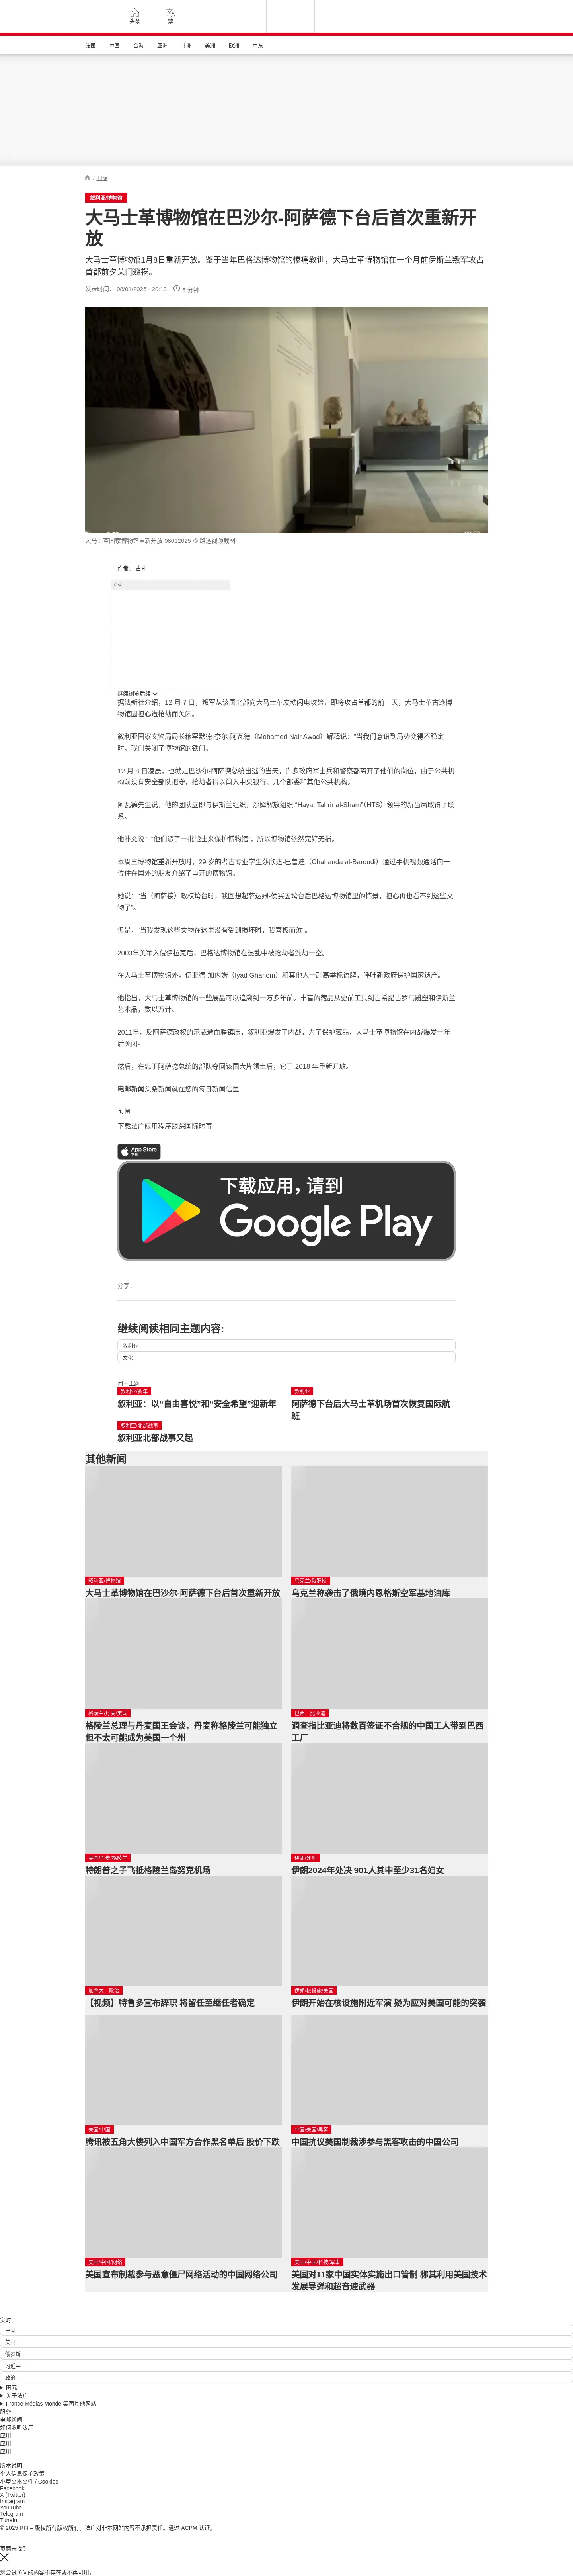 头条
繁
法国 中国 台海 亚洲 非洲 美洲 欧洲 中东
/ 国际
叙利亚/博物馆
大马士革博物馆在巴沙尔-阿萨德下台后首次重新开
放
大马士革博物馆1月8日重新开放。鉴于当年巴格达博物馆的惨痛教训，大马士革博物馆在一个月前伊斯兰叛军攻占
首都前夕关门避祸。
发表时间： 08/01/2025 - 20:13 5 分钟
大马士革国家博物馆重新开放 08012025 © 路透视频截图
作者： 古莉
广告
继续浏览后续
据法新社介绍，12 月 7 日，叛军从该国北部向大马士革发动闪电攻势，即将攻占首都的前一天，大马士革古迹博
物馆因担心遭抢劫而关闭。
叙利亚国家文物局局长穆罕默德-奈尔-阿瓦德（Mohamed Nair Awad）解释说：“当我们意识到局势变得不稳定
时，我们关闭了博物馆的铁门。
12 月 8 日凌晨，也就是巴沙尔-阿萨德总统出逃的当天，许多政府军士兵和警察都离开了他们的岗位，由于公共机
构前没有安全部队把守，抢劫者得以闯入中央银行、几个部委和其他公共机构。
阿瓦德先生说，他的团队立即与伊斯兰组织，沙姆解放组织 “Hayat Tahrir al-Sham”（HTS）领导的新当局取得了联
系。
他补充说：“他们派了一批战士来保护博物馆”，所以博物馆依然完好无损。
本周三博物馆重新开放时，29 岁的考古专业学生莎欣达-巴鲁迪（Chahanda al-Baroudi）通过手机视频通话向一
位住在国外的朋友介绍了重开的博物馆。
她说：“当（阿萨德）政权垮台时，我回想起萨达姆-侯赛因垮台后巴格达博物馆里的情景，担心再也看不到这些文
物了”。
但是，“当我发现这些文物在这里没有受到损坏时，我喜极而泣”。
2003年美军入侵伊拉克后，巴格达博物馆在混乱中被抢劫者洗劫一空。
在大马士革博物馆外，伊亚德-加内姆（Iyad Ghanem）和其他人一起高举标语牌，呼吁新政府保护国家遗产。
他指出，大马士革博物馆的一些展品可以追溯到一万多年前。丰富的藏品从史前工具到古希腊古罗马雕塑和伊斯兰
艺术品，数以万计。
2011年，反阿萨德政权的示威遭血腥镇压，叙利亚爆发了内战，为了保护藏品，大马士革博物馆在内战爆发一年
后关闭。
然后，在忠于阿萨德总统的部队夺回该国大片领土后，它于 2018 年重新开放。
电邮新闻头条新闻就在您的每日新闻信里
订阅
下载法广应用程序跟踪国际时事
App Store
下载
下载应用，请到
Google Play
分享 :
继续阅读相同主题内容:
叙利亚
文化
同一主题
叙利亚/新年
叙利亚：以“自由喜悦”和“安全希望”迎新年
叙利亚
阿萨德下台后大马士革机场首次恢复国际航
班
叙利亚/北部战事
叙利亚北部战事又起
其他新闻
叙利亚/博物馆
大马士革博物馆在巴沙尔-阿萨德下台后首次重新开放
乌克兰/俄罗斯
乌克兰称袭击了俄境内恩格斯空军基地油库
格陵兰/丹麦/美国
格陵兰总理与丹麦国王会谈，丹麦称格陵兰可能独立
但不太可能成为美国一个州
巴西、比亚迪
调查指比亚迪将数百签证不合规的中国工人带到巴西
工厂
美国/丹麦/格陵兰
特朗普之子飞抵格陵兰岛努克机场
伊朗/死刑
伊朗2024年处决 901人其中至少31名妇女
加拿大、政治
【视频】特鲁多宣布辞职 将留任至继任者确定
伊朗/核设施/美国
伊朗开始在核设施附近军演 疑为应对美国可能的突袭
美国/中国
腾讯被五角大楼列入中国军方合作黑名单后 股价下跌
中国/美国/黑客
中国抗议美国制裁涉参与黑客攻击的中国公司
美国/中国/网络
美国宣布制裁参与恶意僵尸网络活动的中国网络公司
美国/中国/科技/军事
美国对11家中国实体实施出口管制 称其利用美国技术
发展导弹和超音速武器
实时
中国
美国
俄罗斯
习近平
政治
国际
关于法广
France Médias Monde 集团其他网站
服务
电邮新闻
如何收听法广
应用
应用
应用
版本说明
个人信息保护政策
小型文本文件 / Cookies
Facebook
X (Twitter)
Instagram
YouTube
Telegram
TuneIn
© 2025 RFI – 版权所有版权所有。法广对非本网站内容不承担责任。通过 ACPM 认证。
页面未找到
您尝试访问的内容不存在或不再可用。